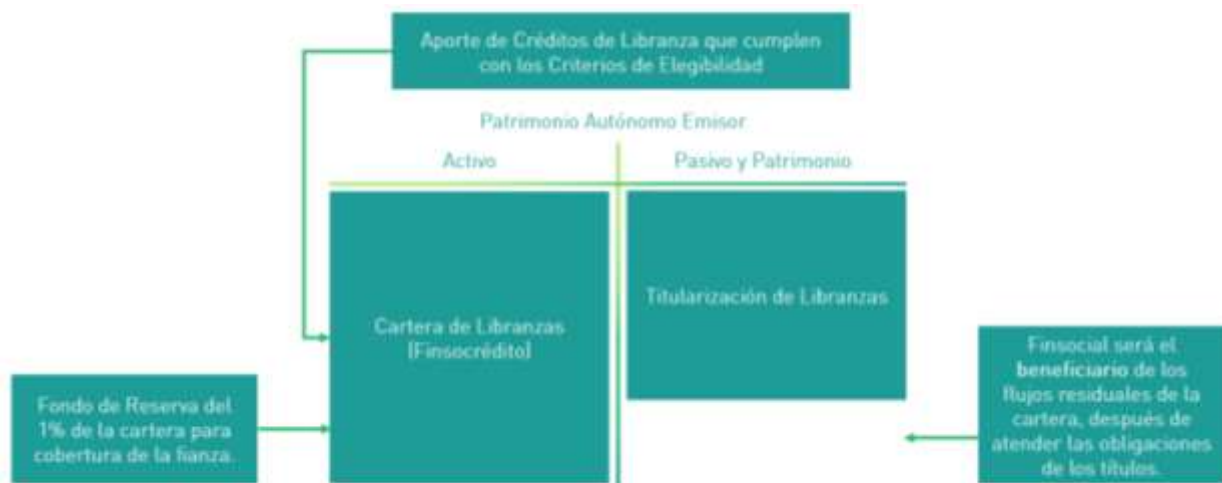 Aporte de Créditos de Libranza que cumplen
con los Criterios de Elegibilidad
Patrimonio Autónomo Emisor
Activo
Pasivo y Patrimonio
Titularización de Libranzas
Cartera de Libranzas
[Finsocrédito]
Fondo de Reserva del
1% de la cartera para
cobertura de la fianza.
Finsocial será el
beneficiario de los
flujos residuales de la
cartera, después de
atender las obligaciones
de los títulos.